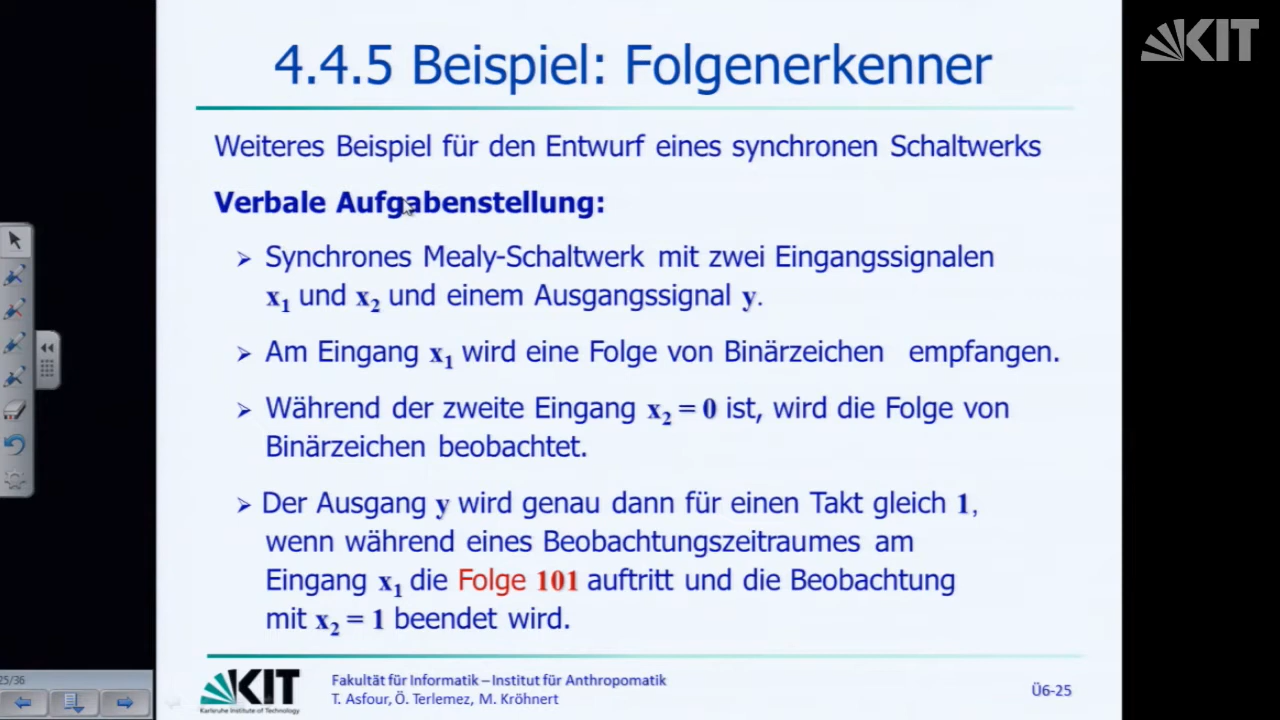 KIT
4.4.5 Beispiel: Folgenerkenner
Weiteres Beispiel für den Entwurf eines synchronen Schaltwerks
Verbale Aufgabenstellung:
➢ Synchrones Mealy-Schaltwerk mit zwei Eingangssignalen
x₁ und x₂ und einem Ausgangssignal y.
➢ Am Eingang x₁ wird eine Folge von Binärzeichen empfangen.
➢ Während der zweite Eingang x₂ = 0 ist, wird die Folge von
Binärzeichen beobachtet.
➢ Der Ausgang y wird genau dann für einen Takt gleich 1,
wenn während eines Beobachtungszeitraumes am
Eingang x₁ die Folge 101 auftritt und die Beobachtung
mit x₂ = 1 beendet wird.
25/36
KIT
Karlsruhe Institute of Technology
Fakultät für Informatik – Institut für Anthropomatik
T. Asfour, Ö. Terlemez, M. Kröhnert
Ü6-25